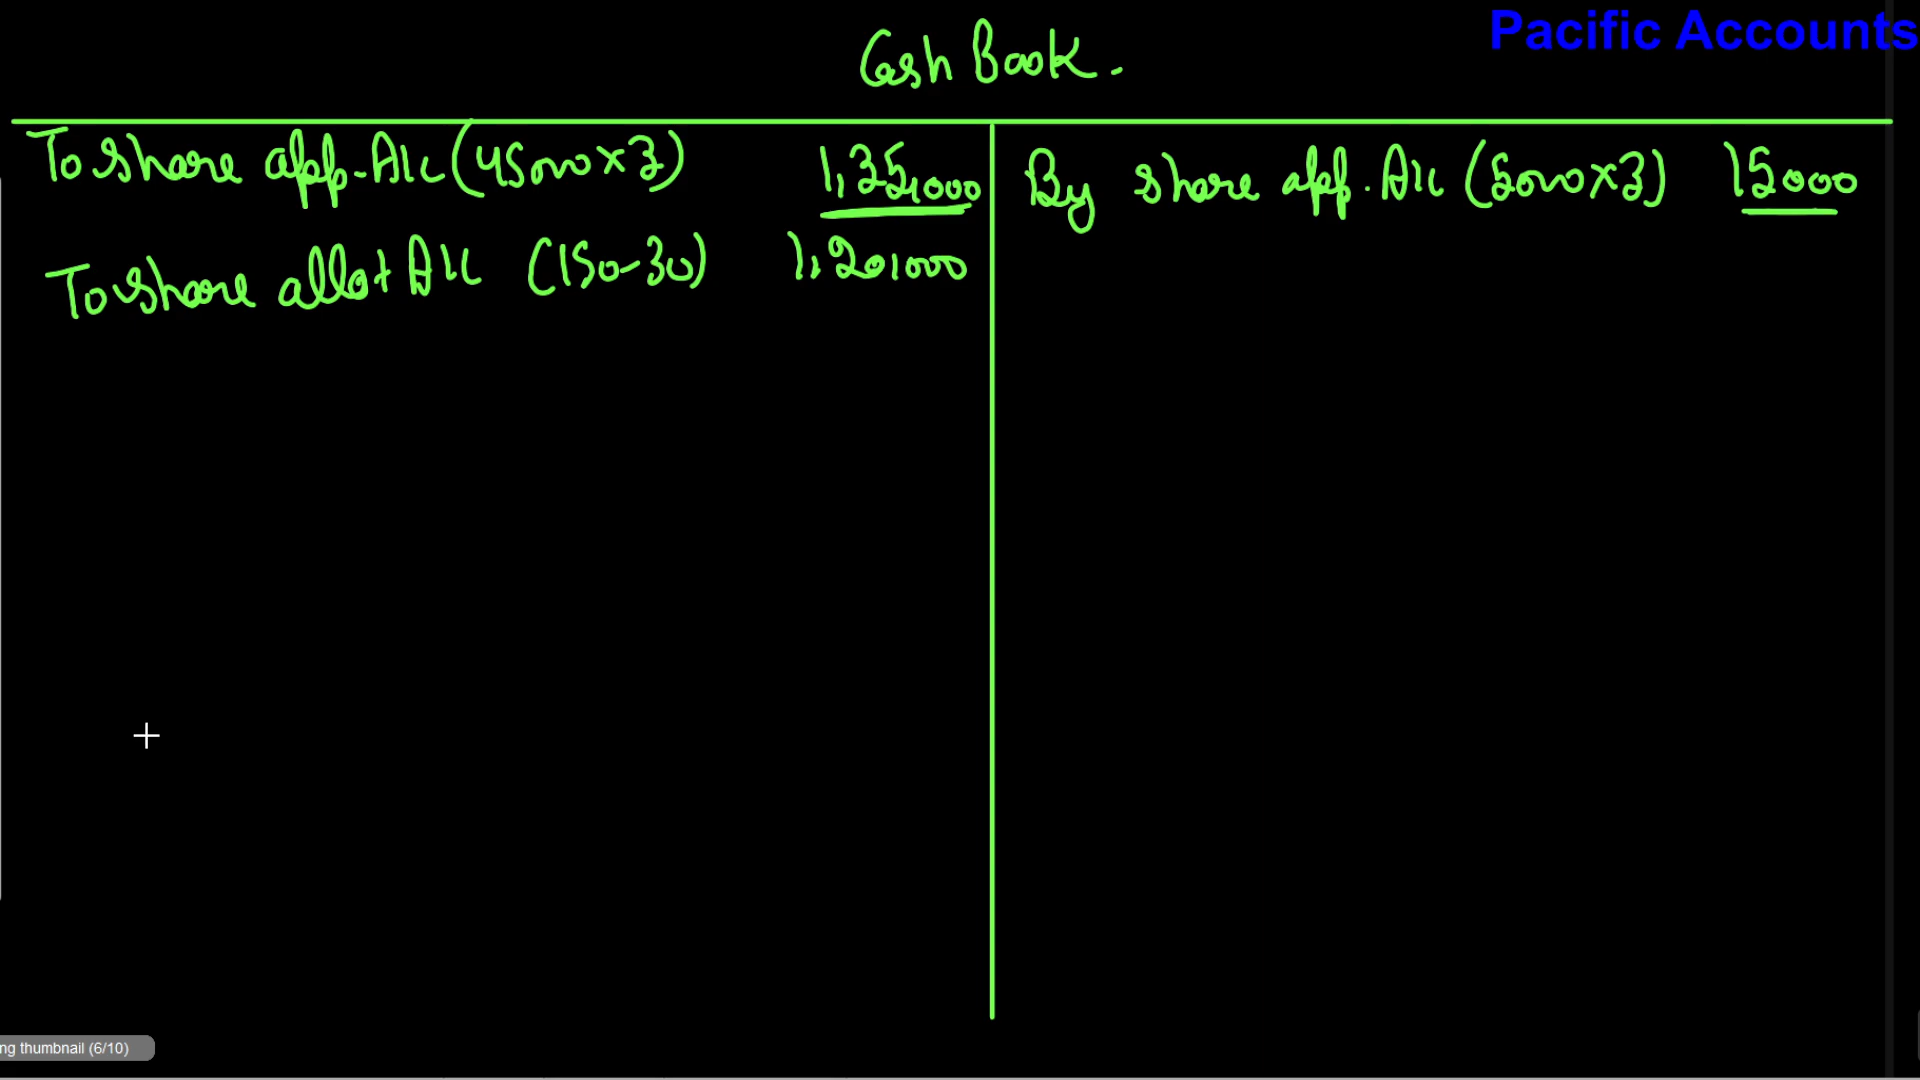 Pacific Accounts
Cash Book.
To share app. A/c (45000×3) 1,35,000
To share allot A/c (150-30) 1,20,000
By share app. A/c (5000×3) 15000
ng thumbnail (6/10)